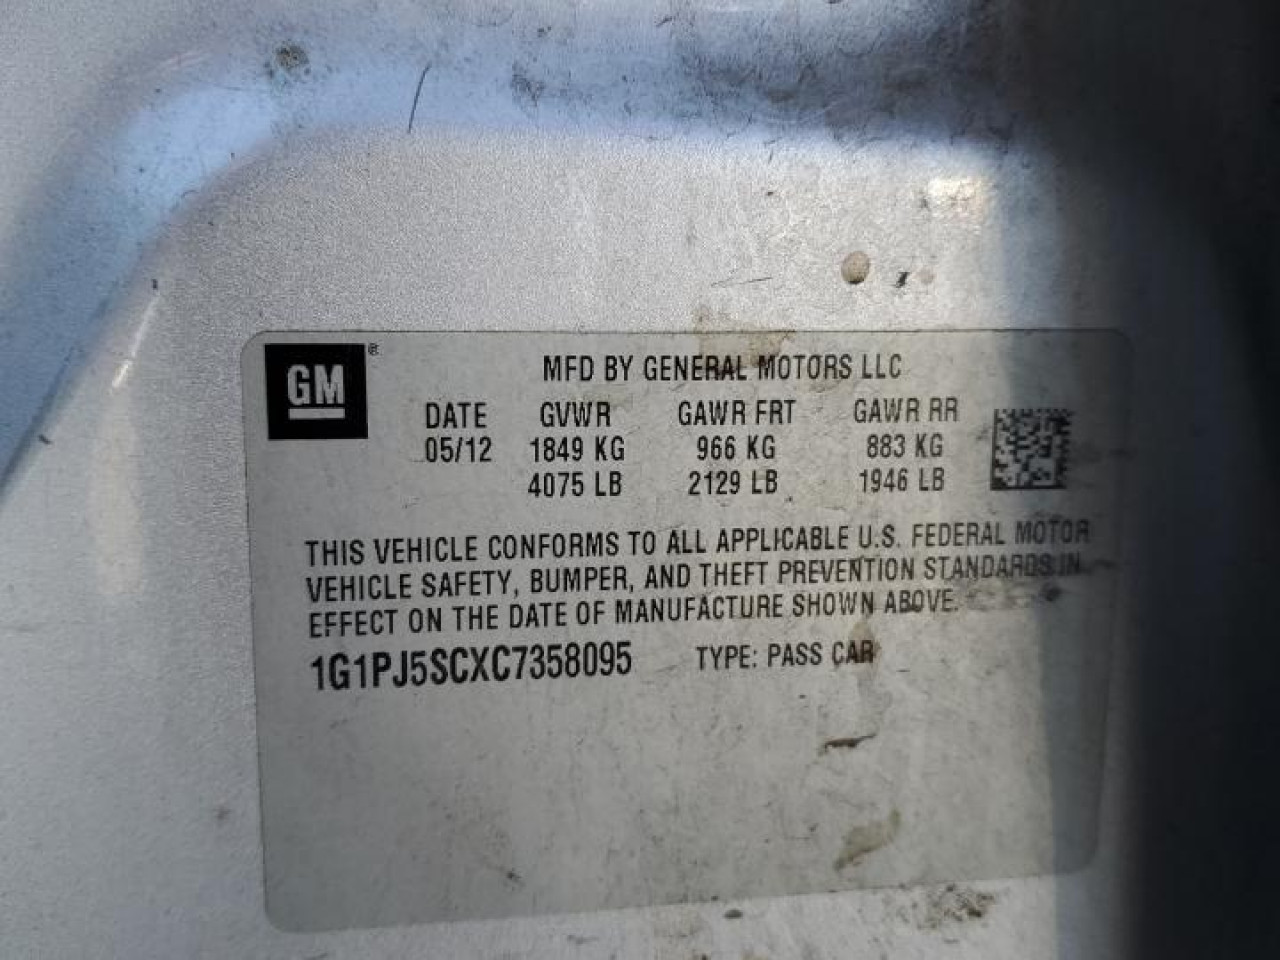 GM ®
MFD BY GENERAL MOTORS LLC
DATE GVWR GAWR FRT GAWR RR
05/12 1849 KG 966 KG 883 KG
4075 LB 2129 LB 1946 LB
THIS VEHICLE CONFORMS TO ALL APPLICABLE U.S. FEDERAL MOTOR
VEHICLE SAFETY, BUMPER, AND THEFT PREVENTION STANDARDS IN
EFFECT ON THE DATE OF MANUFACTURE SHOWN ABOVE.
1G1PJ5SCXC7358095 TYPE: PASS CAR